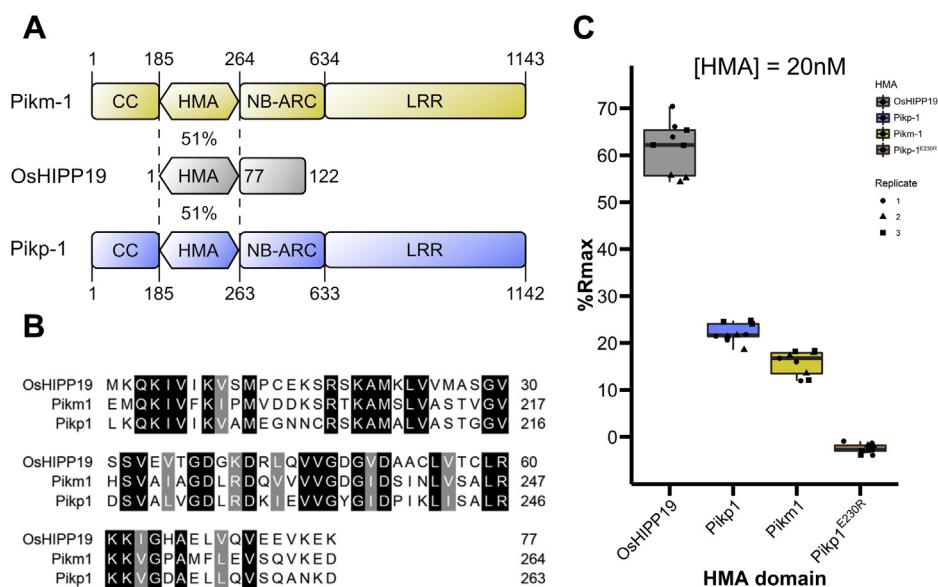 A
1 185 264 634 1143
Pikm-1 CC HMA NB-ARC LRR
51%
OsHIPP19 1 HMA 77 122
51%
Pikp-1 CC HMA NB-ARC LRR
1 185 263 633 1142
B
OsHIPP19 MKQKIVIKVSMPCEKSRSKAMKLVVMASGV 30
Pikm1 EMQKIVFKIPMVDDKSRTKAMSLVASTVGV 217
Pikp1 LKQKIVIKVAMEGNNCRSKAMALVASTGGV 216
OsHIPP19 SSVEVTGDGKDRLQVVGDGVDAACLVTCLR 60
Pikm1 HSVAIAGDLRDQVVVVGDGIDSINLVSALR 247
Pikp1 DSVALVGDLRDKIEVVGYGIDPIKLISALR 246
OsHIPP19 KKIGHAELVQVEEVKEK 77
Pikm1 KKVGPAMFLEVSQVKED 264
Pikp1 KKVGDAELLQVSQANKD 263
C
[HMA] = 20nM
%Rmax
70
60
50
40
30
20
10
0
OsHIPP19
Pikp1
Pikm1
Pikp1E230R
HMA domain
HMA
OsHIPP19
Pikp-1
Pikm-1
Pikp-1E230R
Replicate
1
2
3